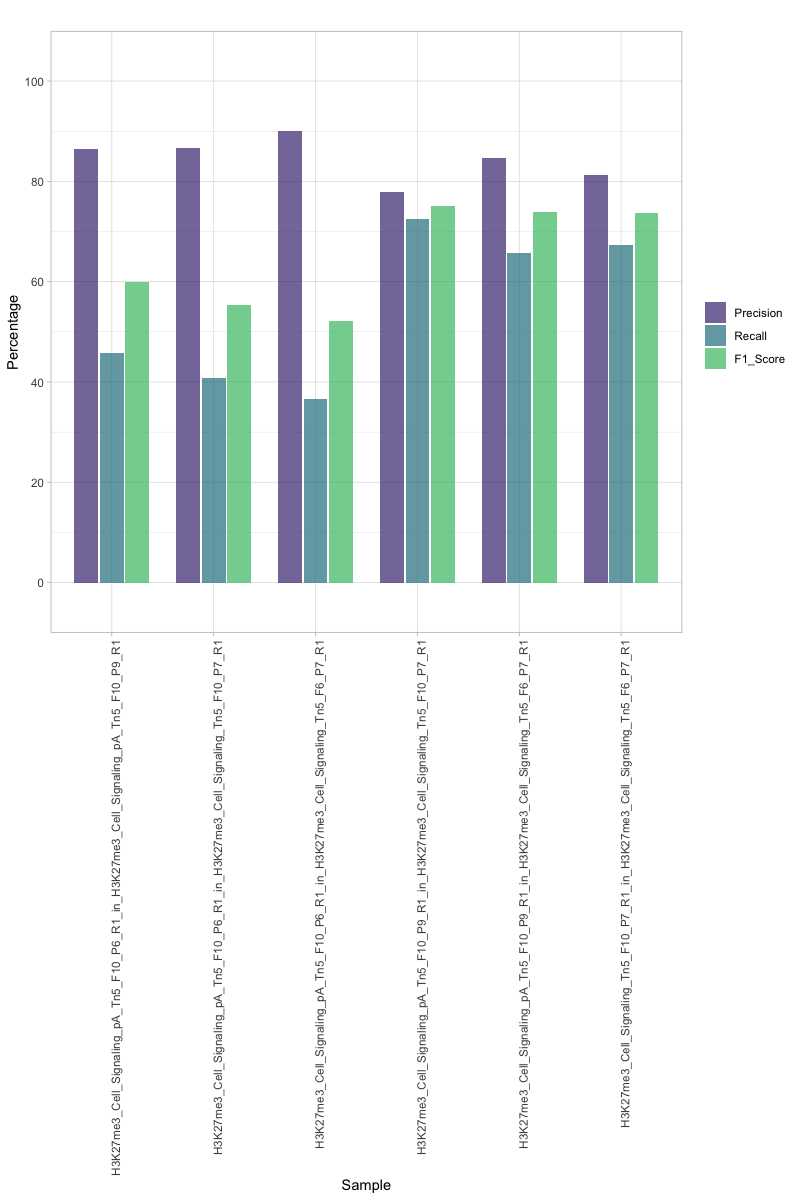 100
80
60
40
20
0
Percentage
Precision
Recall
F1_Score
H3K27me3_Cell_Signaling_pA_Tn5_F10_P6_R1_in_H3K27me3_Cell_Signaling_pA_Tn5_F10_P9_R1
H3K27me3_Cell_Signaling_pA_Tn5_F10_P6_R1_in_H3K27me3_Cell_Signaling_Tn5_F10_P7_R1
H3K27me3_Cell_Signaling_pA_Tn5_F10_P6_R1_in_H3K27me3_Cell_Signaling_Tn5_F6_P7_R1
H3K27me3_Cell_Signaling_pA_Tn5_F10_P9_R1_in_H3K27me3_Cell_Signaling_Tn5_F10_P7_R1
H3K27me3_Cell_Signaling_pA_Tn5_F10_P9_R1_in_H3K27me3_Cell_Signaling_Tn5_F6_P7_R1
H3K27me3_Cell_Signaling_Tn5_F10_P7_R1_in_H3K27me3_Cell_Signaling_Tn5_F6_P7_R1
Sample